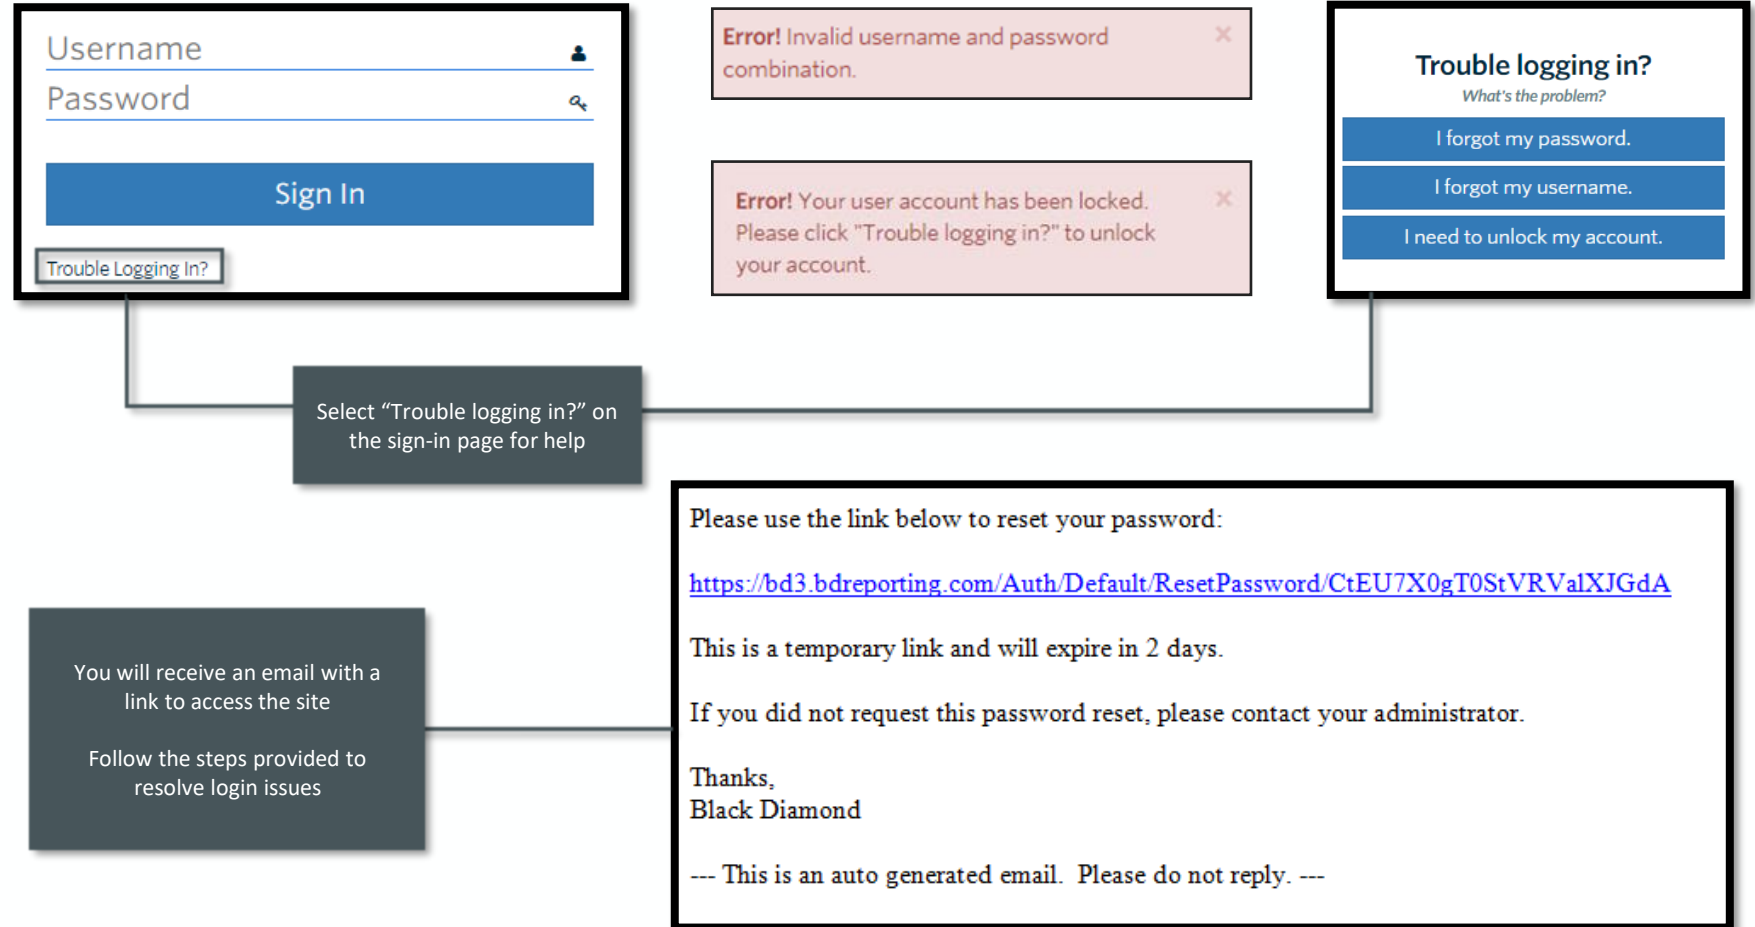 Username
Password
Sign In
Trouble Logging In?
Error! Invalid username and password
combination.
×
Error! Your user account has been locked.
Please click "Trouble logging in?" to unlock
your account.
×
Trouble logging in?
What's the problem?
I forgot my password.
I forgot my username.
I need to unlock my account.
Select “Trouble logging in?” on
the sign-in page for help
You will receive an email with a
link to access the site
Follow the steps provided to
resolve login issues
Please use the link below to reset your password:
https://bd3.bdreporting.com/Auth/Default/ResetPassword/CtEU7X0gT0StVRValXJGdA
This is a temporary link and will expire in 2 days.
If you did not request this password reset, please contact your administrator.
Thanks,
Black Diamond
--- This is an auto generated email.  Please do not reply. ---